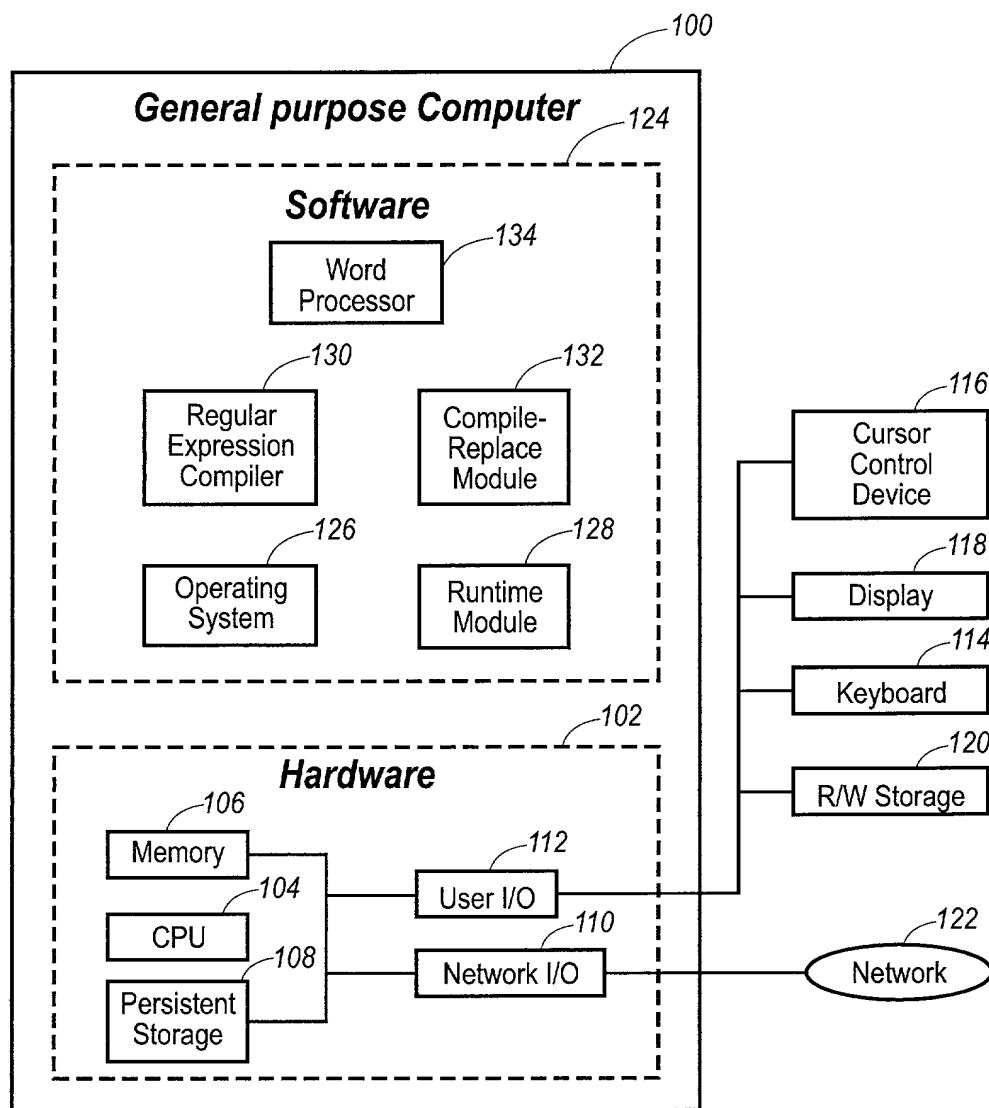 100
General purpose Computer
124
Software
134
Word
Processor
130
Regular
Expression
Compiler
132
Compile-
Replace
Module
126
Operating
System
128
Runtime
Module
102
Hardware
106
Memory
104
CPU
108
Persistent
Storage
112
User I/O
110
Network I/O
116
Cursor
Control
Device
118
Display
114
Keyboard
120
R/W Storage
122
Network